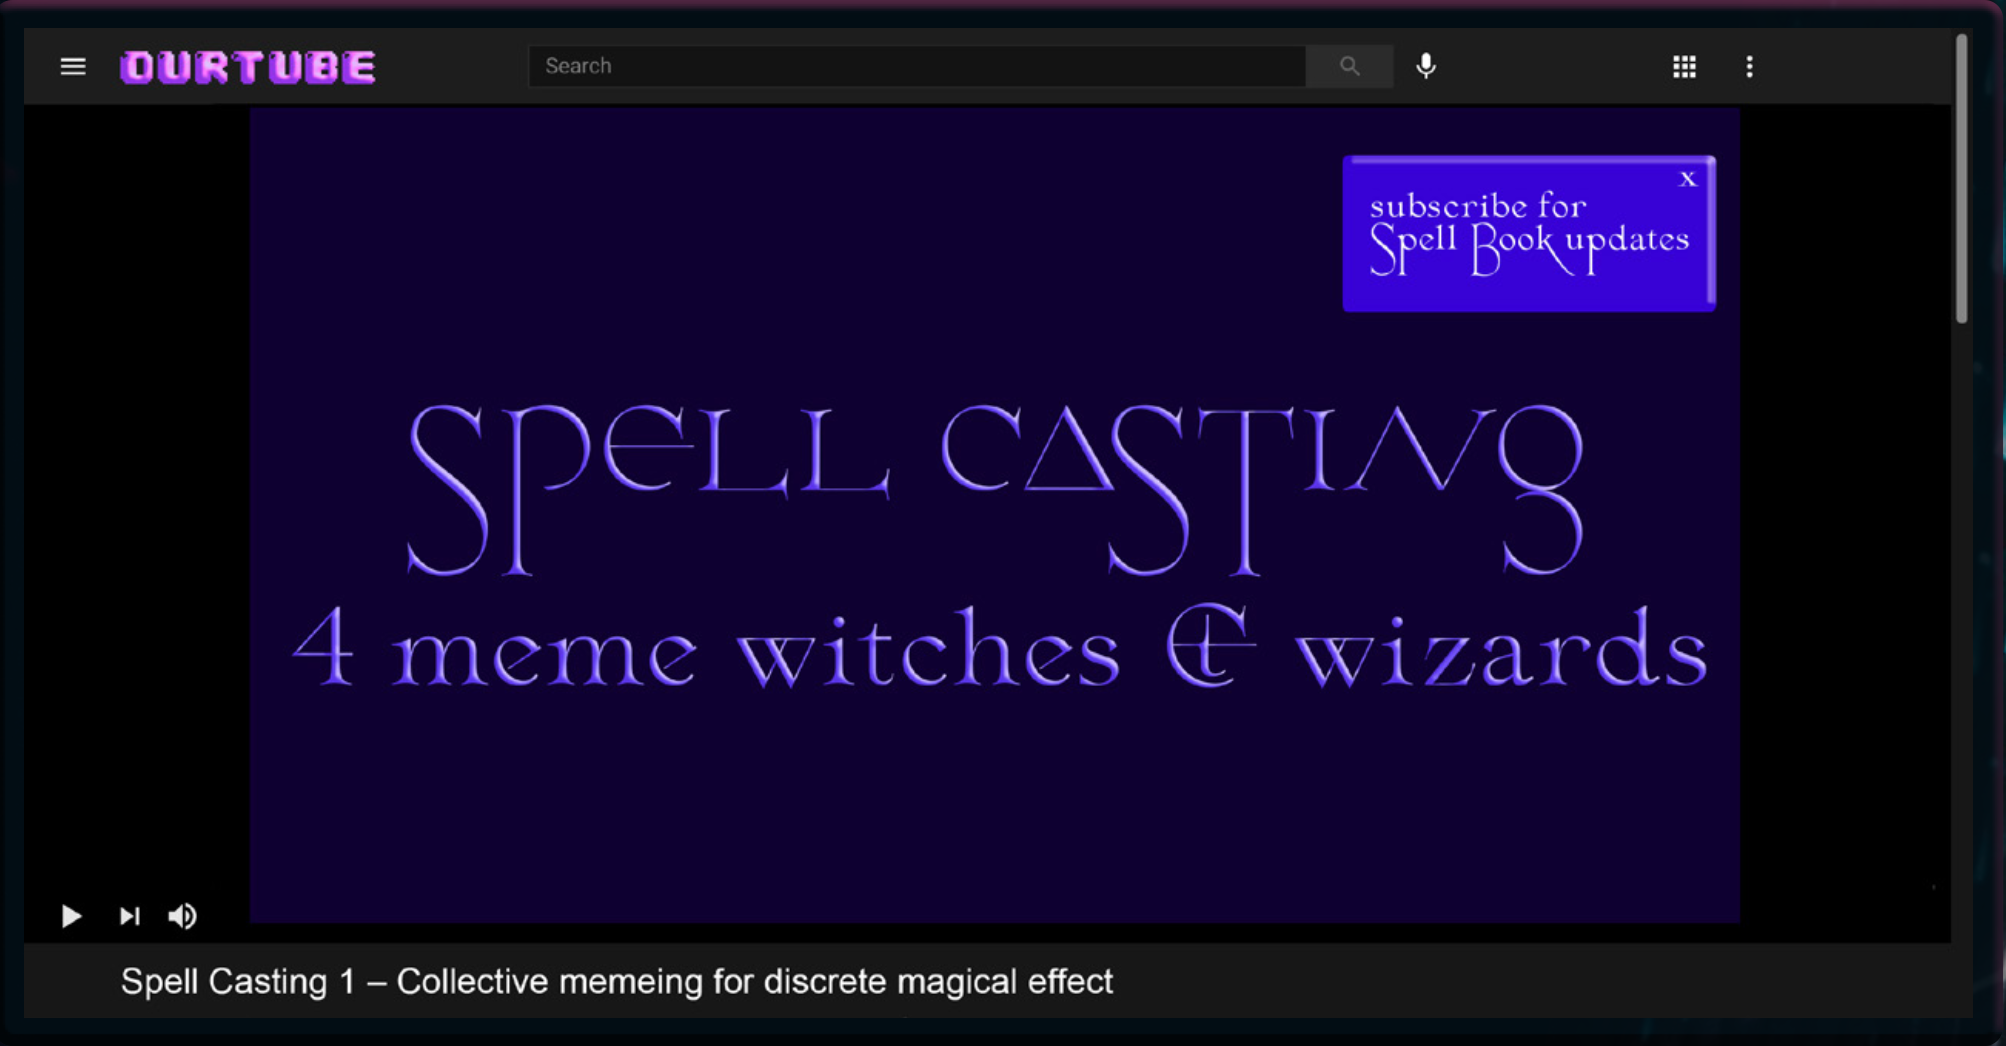 OURTUBE
Search
x
subscribe for
Spell Book updates
SPELL CASTING
4 meme witches & wizards
Spell Casting 1 – Collective memeing for discrete magical effect